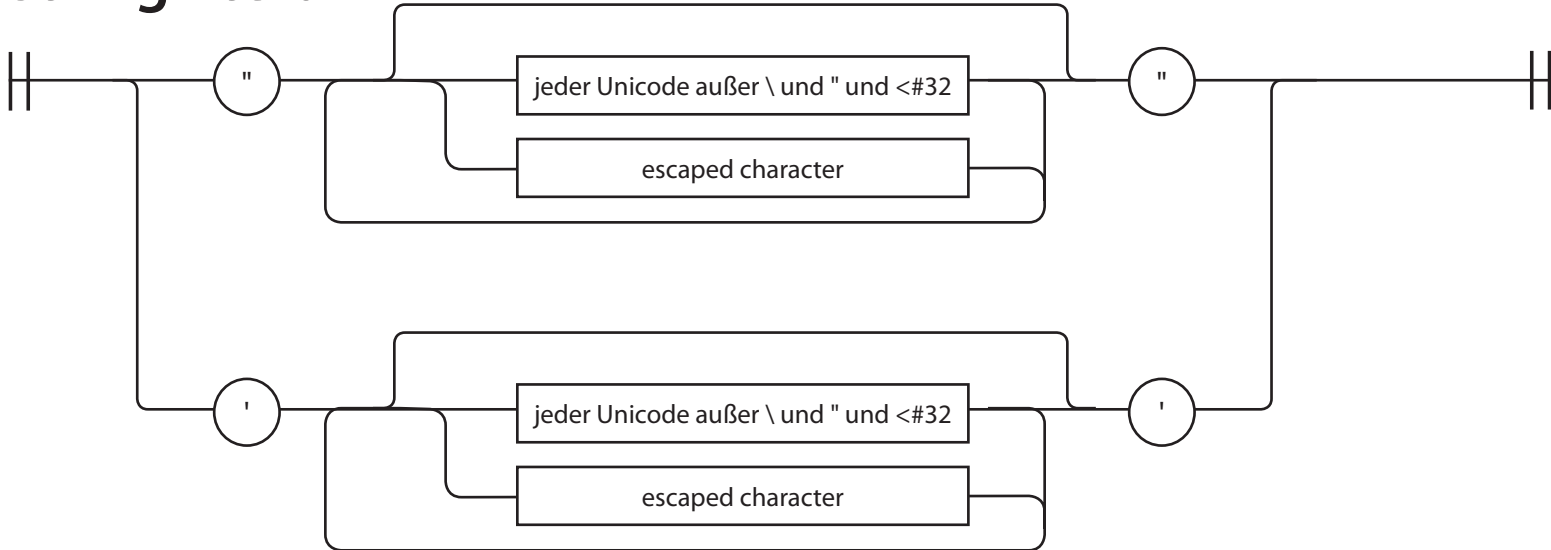 "
jeder Unicode außer \ und " und <#32
"
escaped character
'
jeder Unicode außer \ und " und <#32
'
escaped character